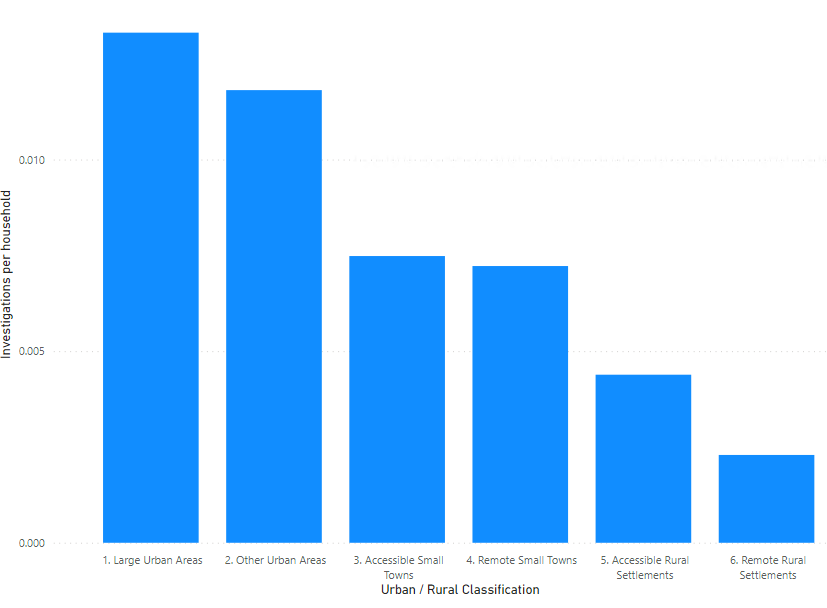 Investigations per household
0.010
0.005
0.000
1. Large Urban Areas
2. Other Urban Areas
3. Accessible Small
Towns
4. Remote Small Towns
5. Accessible Rural
Settlements
6. Remote Rural
Settlements
Urban / Rural Classification